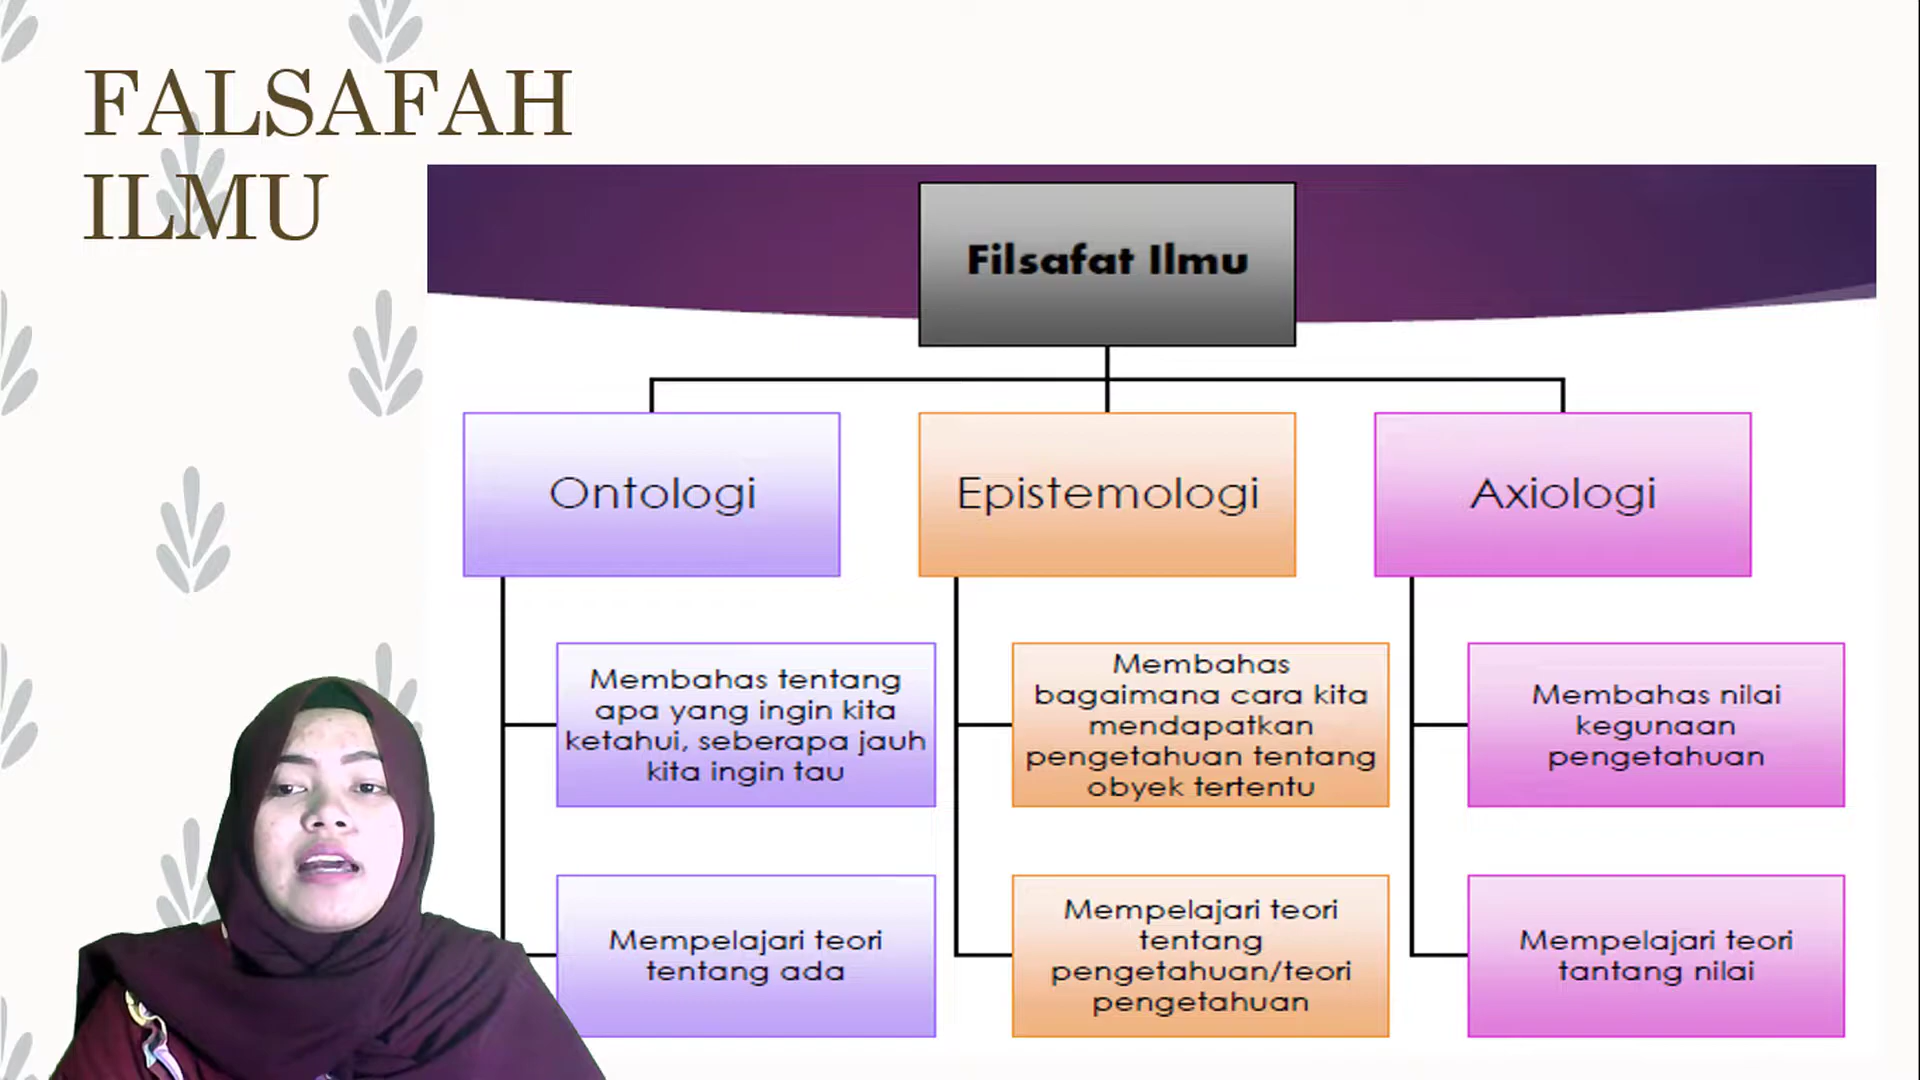 FALSAFAH
ILMU
Filsafat Ilmu
Ontologi
Epistemologi
Axiologi
Membahas tentang
apa yang ingin kita
ketahui, seberapa jauh
kita ingin tau
Membahas
bagaimana cara kita
mendapatkan
pengetahuan tentang
obyek tertentu
Membahas nilai
kegunaan
pengetahuan
Mempelajari teori
tentang ada
Mempelajari teori
tentang
pengetahuan/teori
pengetahuan
Mempelajari teori
tantang nilai